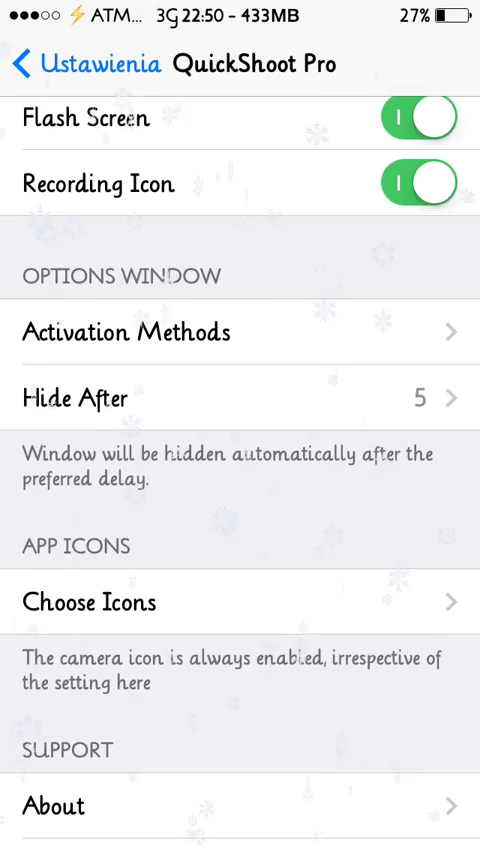 ATM... 3G 22:50 - 433MB 27%
Ustawienia QuickShoot Pro
Flash Screen
Recording Icon
OPTIONS WINDOW
Activation Methods
Hide After 5
Window will be hidden automatically after the
preferred delay.
APP ICONS
Choose Icons
The camera icon is always enabled, irrespective of
the setting here
SUPPORT
About